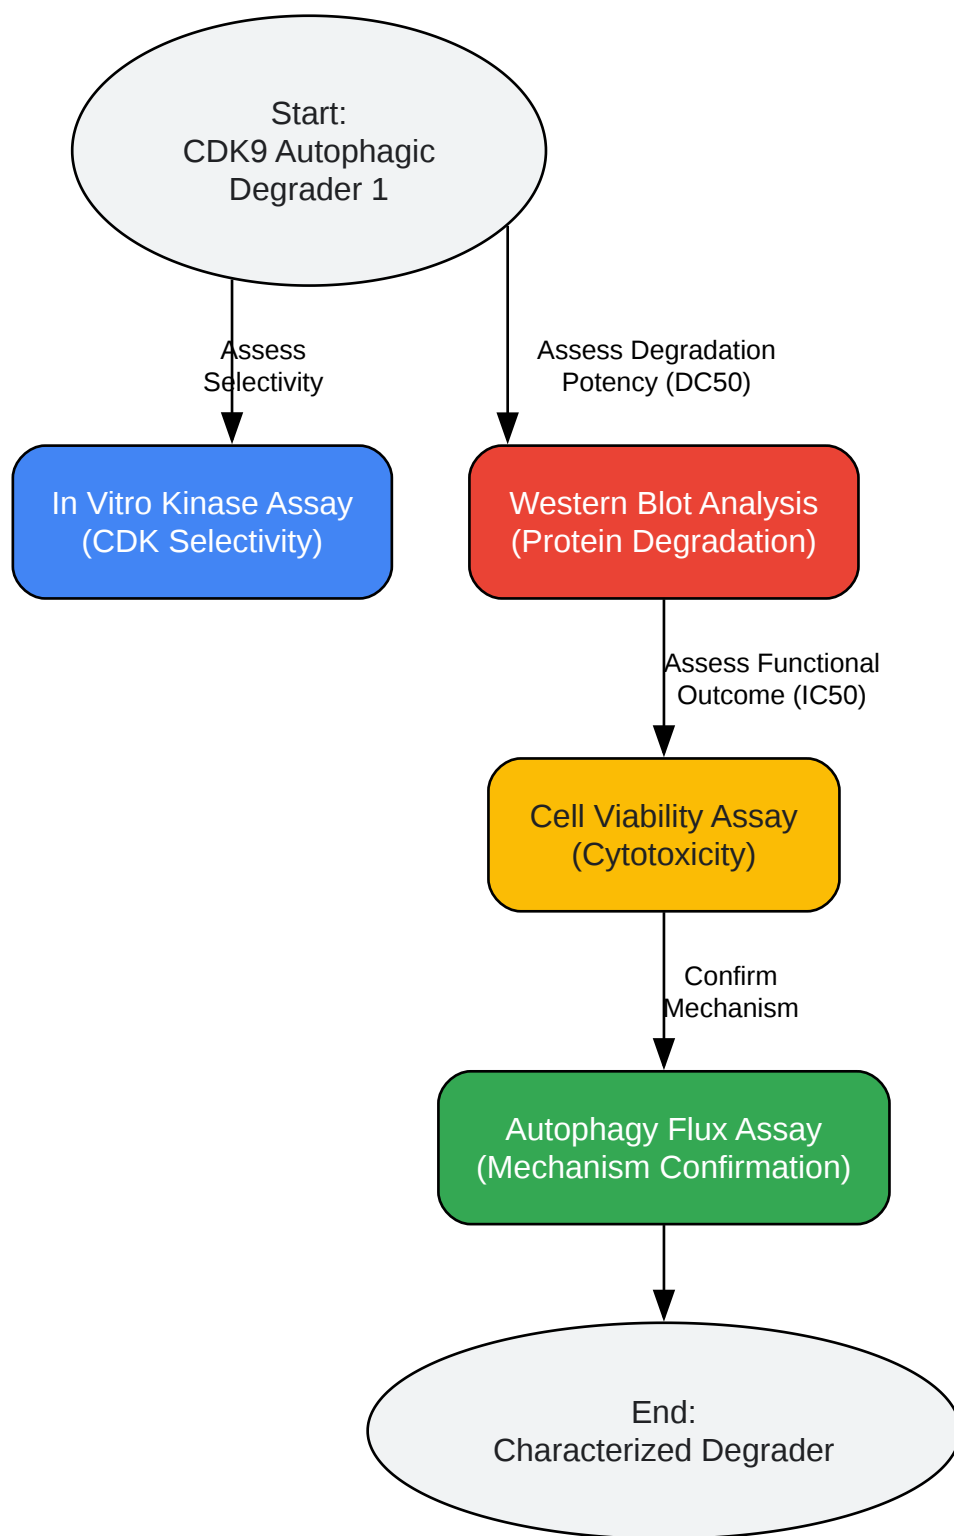 Start:
CDK9 Autophagic
Degrader 1
Assess
Selectivity
Assess Degradation
Potency (DC50)
In Vitro Kinase Assay
(CDK Selectivity)
Western Blot Analysis
(Protein Degradation)
Assess Functional
Outcome (IC50)
Cell Viability Assay
(Cytotoxicity)
Confirm
Mechanism
Autophagy Flux Assay
(Mechanism Confirmation)
End:
Characterized Degrader